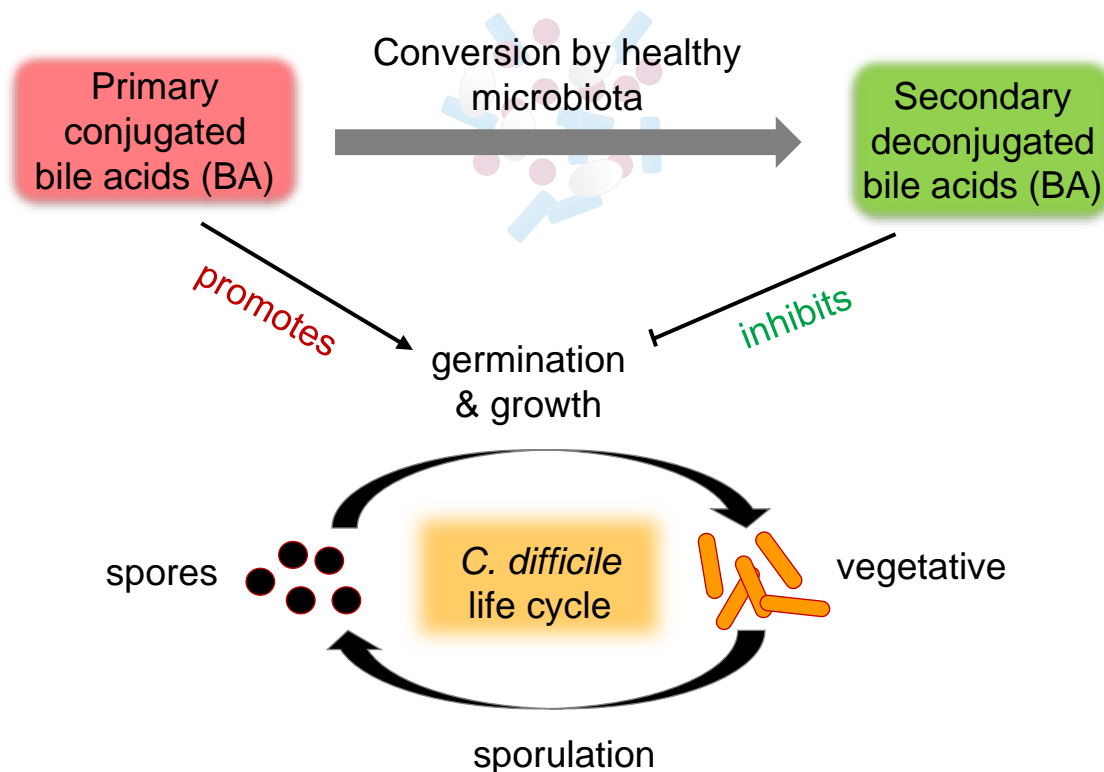 Primary
conjugated
bile acids (BA)
Conversion by healthy
microbiota
Secondary
deconjugated
bile acids (BA)
promotes
inhibits
germination
& growth
spores
C. difficile
life cycle
vegetative
sporulation